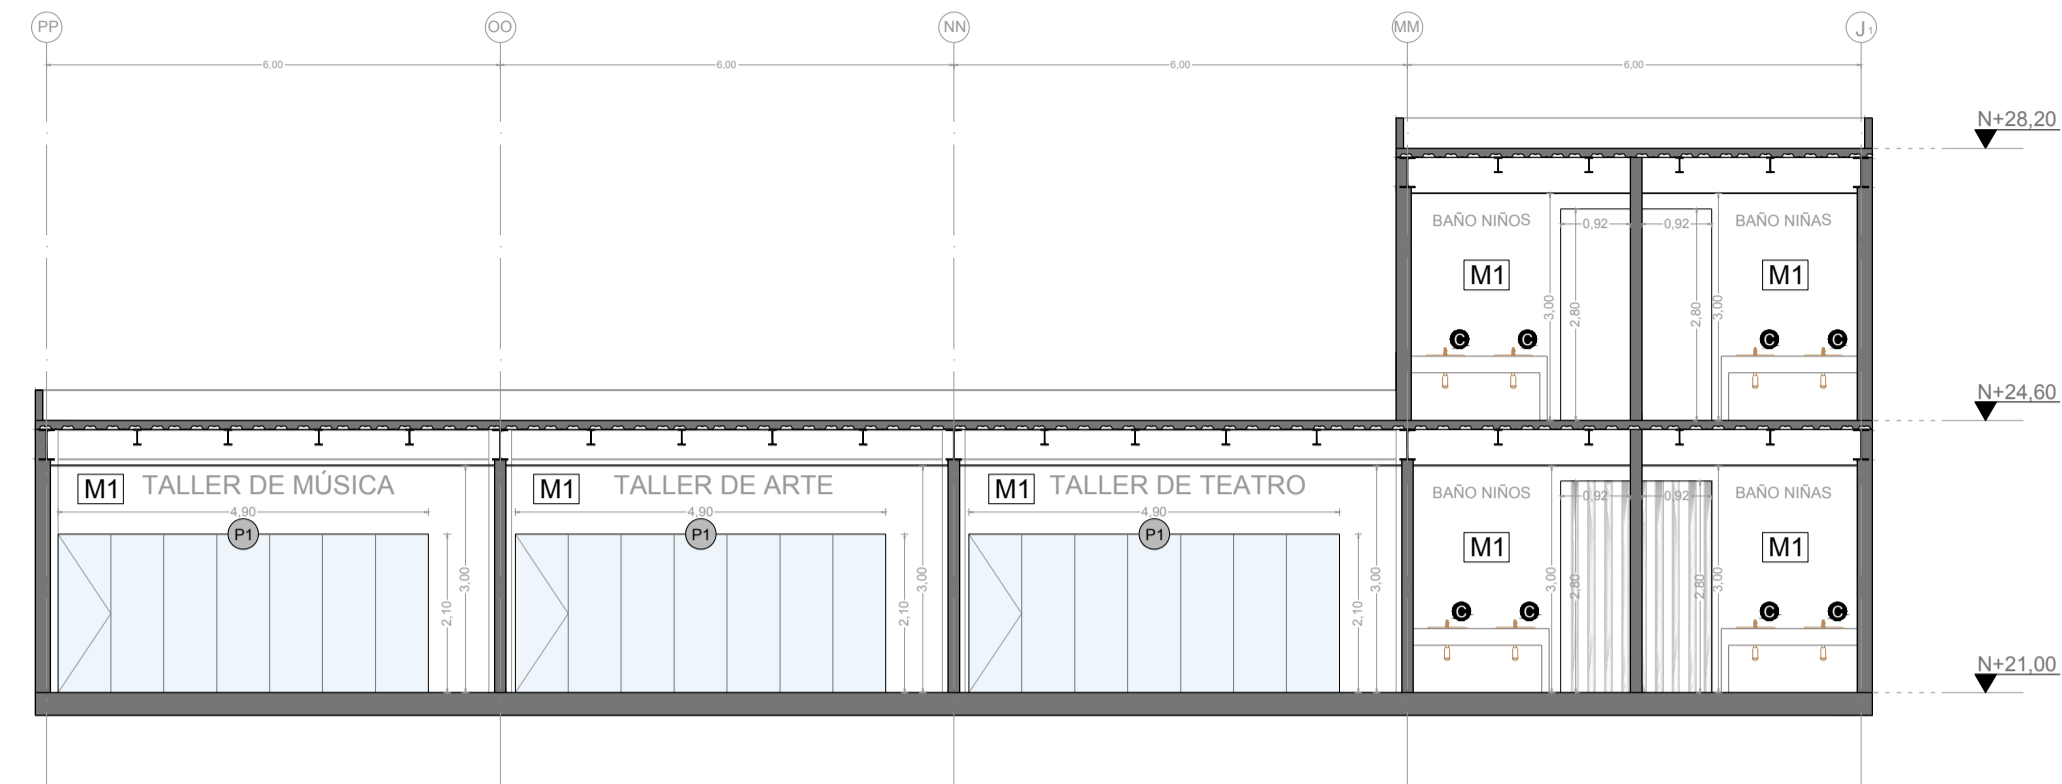 PP OO NN MM J1
6,00 6,00 6,00 6,00
N+28,20
BAÑO NIÑOS 0,92 0,92 BAÑO NIÑAS
M1 M1
3,00 2,80 2,80 3,00
C C C C
N+24,60
M1 TALLER DE MÚSICA M1 TALLER DE ARTE M1 TALLER DE TEATRO BAÑO NIÑOS 0,92 0,92 BAÑO NIÑAS
4,90 4,90 4,90
P1 P1 P1 M1 M1
3,00 3,00 3,00 3,00 2,80 2,80 3,00
2,10 2,10 2,10 C C C C
N+21,00